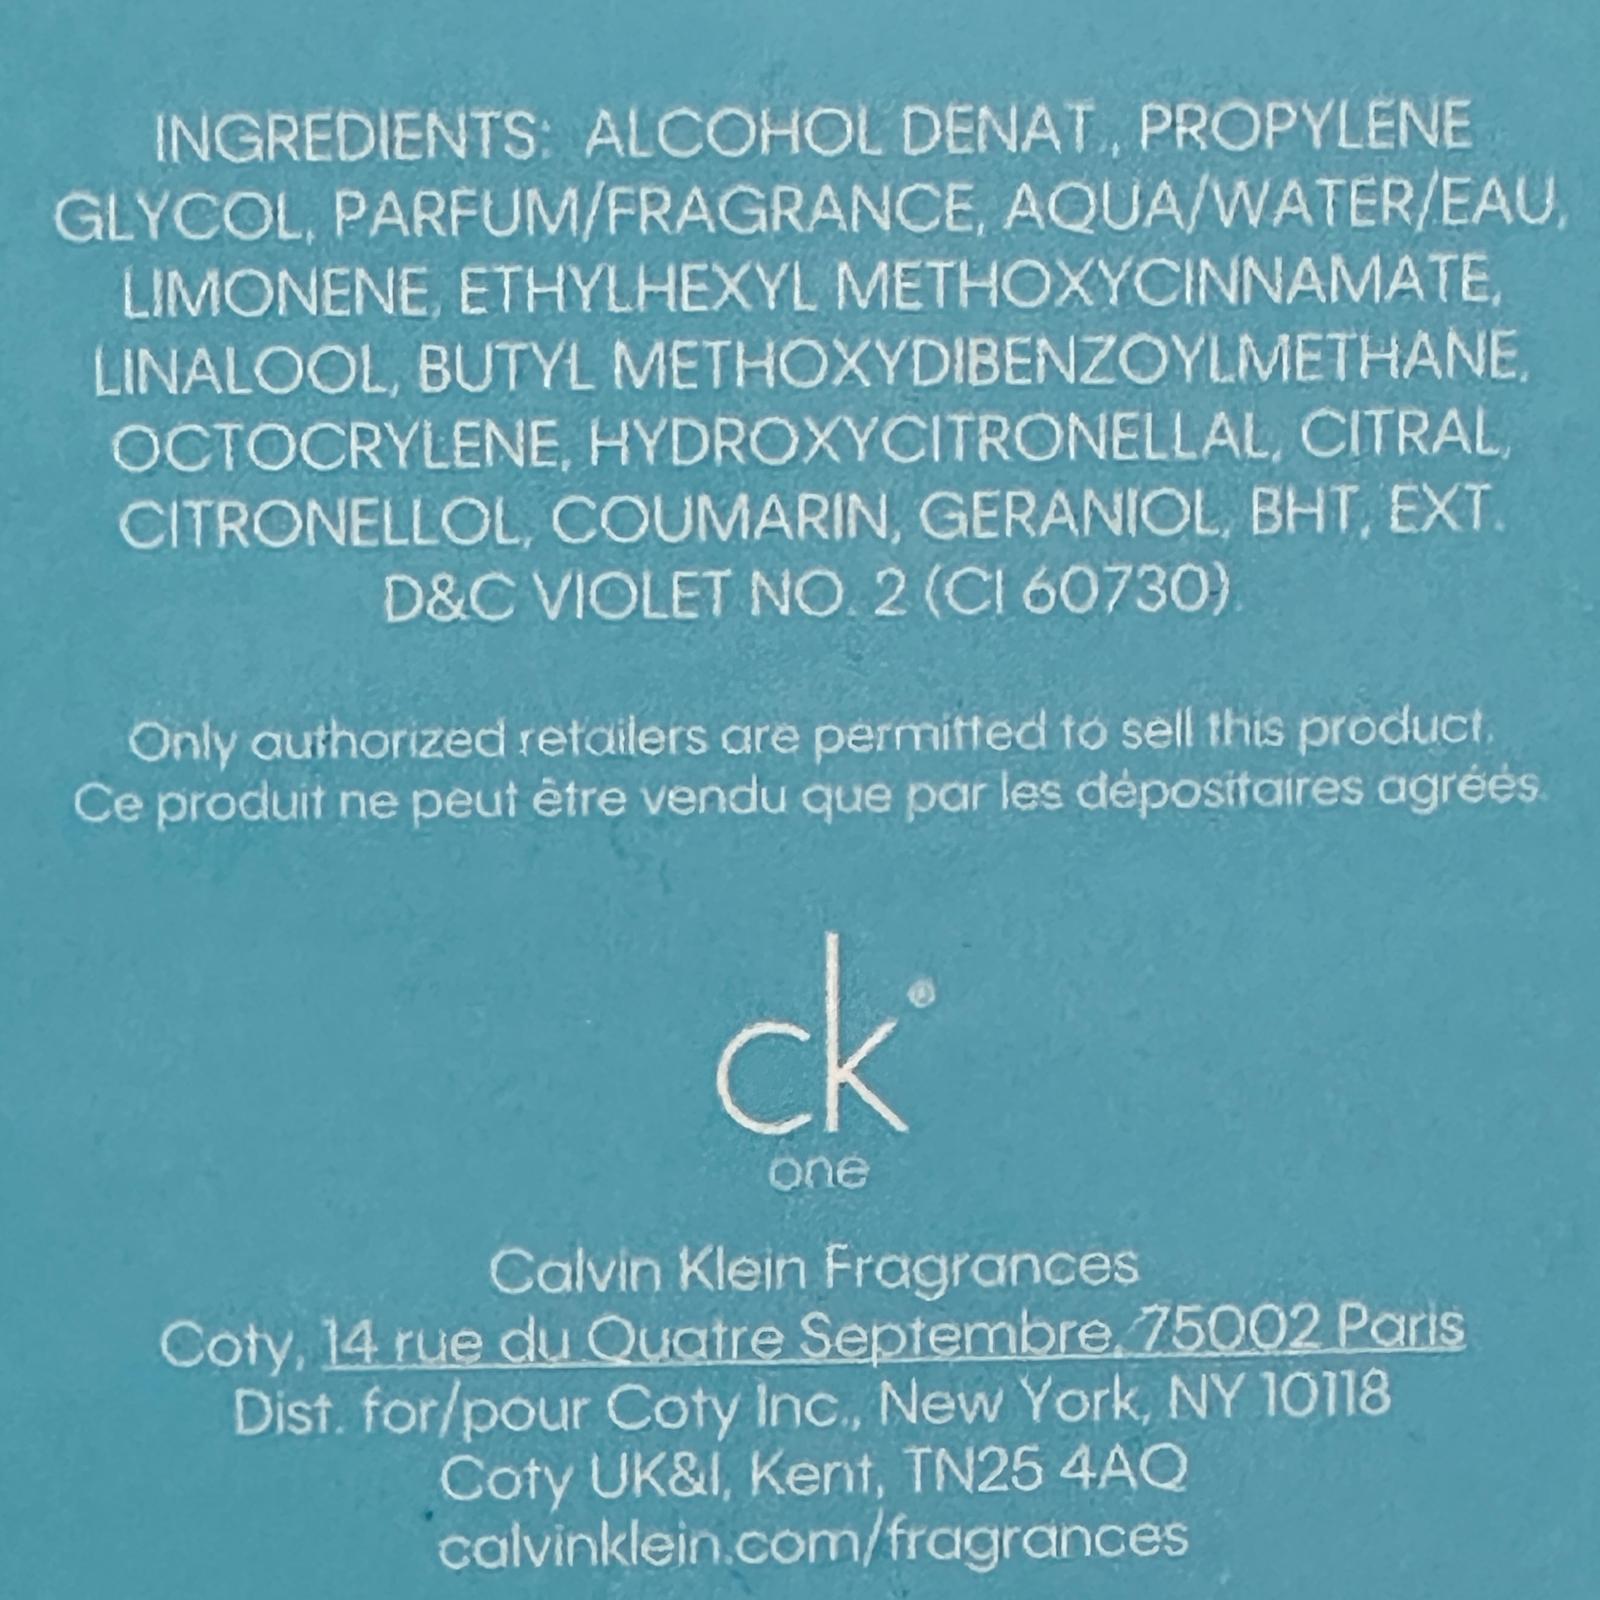 INGREDIENTS: ALCOHOL DENAT., PROPYLENE
GLYCOL, PARFUM/FRAGRANCE, AQUA/WATER/EAU,
LIMONENE, ETHYLHEXYL METHOXYCINNAMATE,
LINALOOL, BUTYL METHOXYDIBENZOYLMETHANE,
OCTOCRYLENE, HYDROXYCITRONELLAL, CITRAL,
CITRONELLOL, COUMARIN, GERANIOL, BHT, EXT.
D&C VIOLET NO. 2 (CI 60730).
Only authorized retailers are permitted to sell this product.
Ce produit ne peut être vendu que par les dépositaires agréés.
ck®
one
Calvin Klein Fragrances
Coty, 14 rue du Quatre Septembre, 75002 Paris
Dist. for/pour Coty Inc., New York, NY 10118
Coty UK&I, Kent, TN25 4AQ
calvinklein.com/fragrances